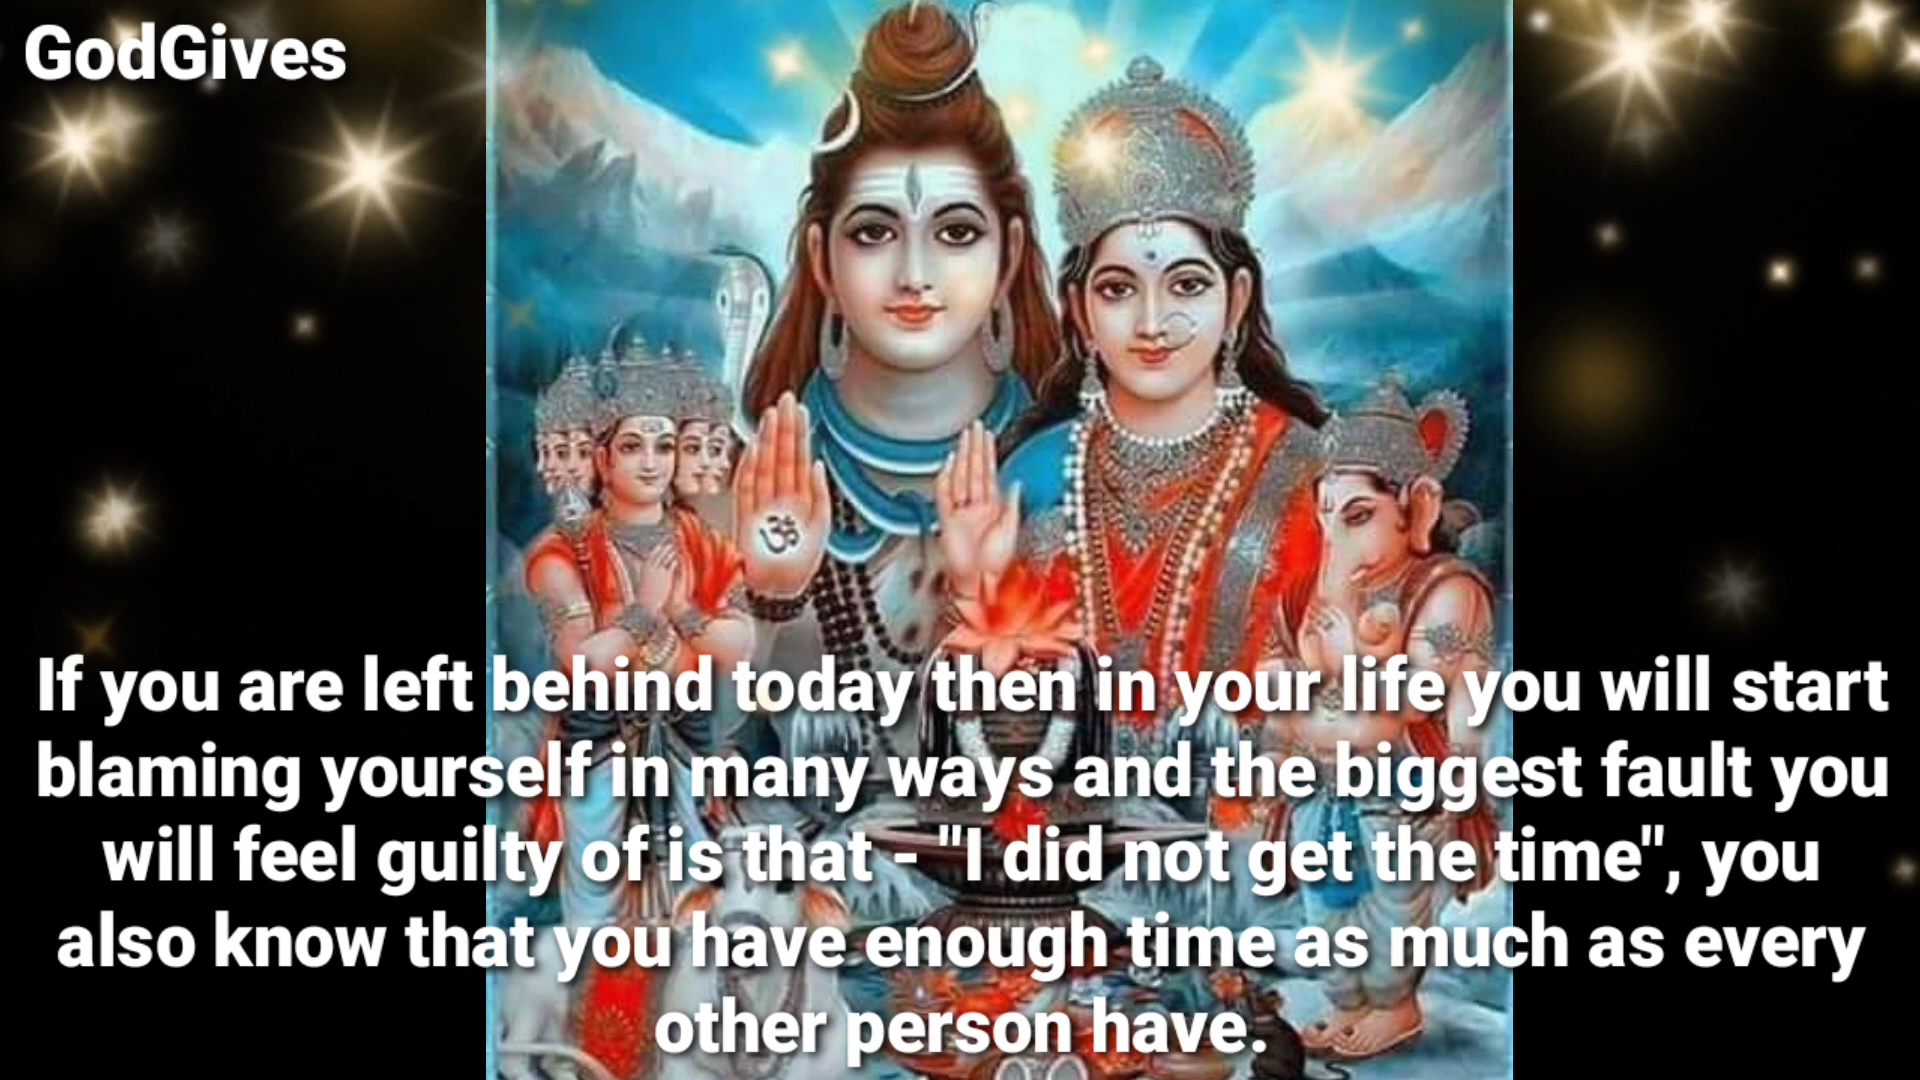 GodGives
ॐ
If you are left behind today then in your life you will start
blaming yourself in many ways and the biggest fault you
will feel guilty of is that - "I did not get the time", you
also know that you have enough time as much as every
other person have.